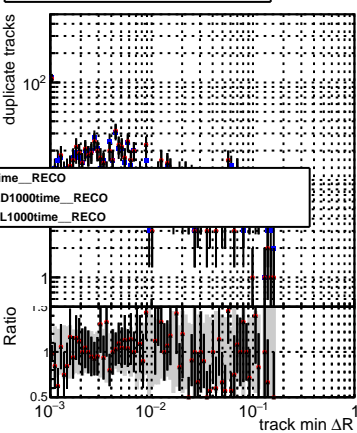 duplicate tracks
10²
ime__RECO
D1000time__RECO
L1000time__RECO
1
Ratio
1.5
1
0.5
10⁻³ 10⁻² 10⁻¹ 1
track min ΔR